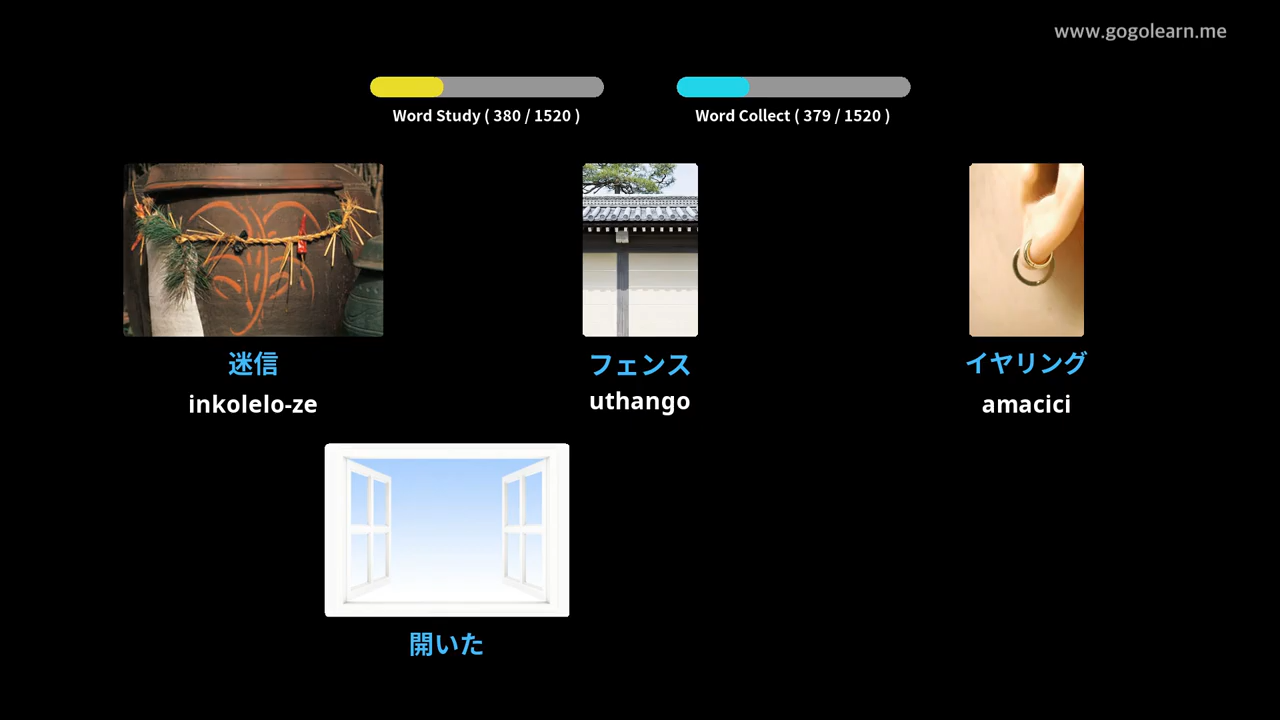 www.gogolearn.me
Word Study ( 380 / 1520 )
Word Collect ( 379 / 1520 )
迷信
inkolelo-ze
フェンス
uthango
イヤリング
amacici
開いた